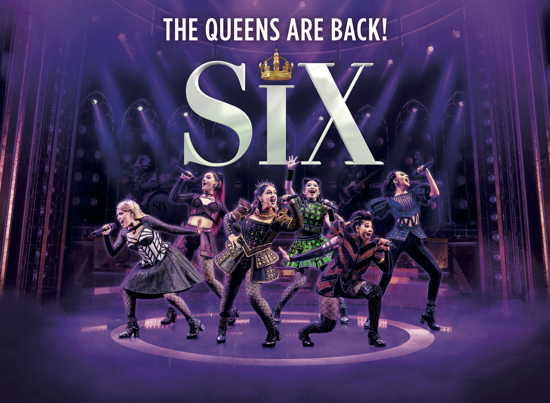 THE QUEENS ARE BACK!
SIX